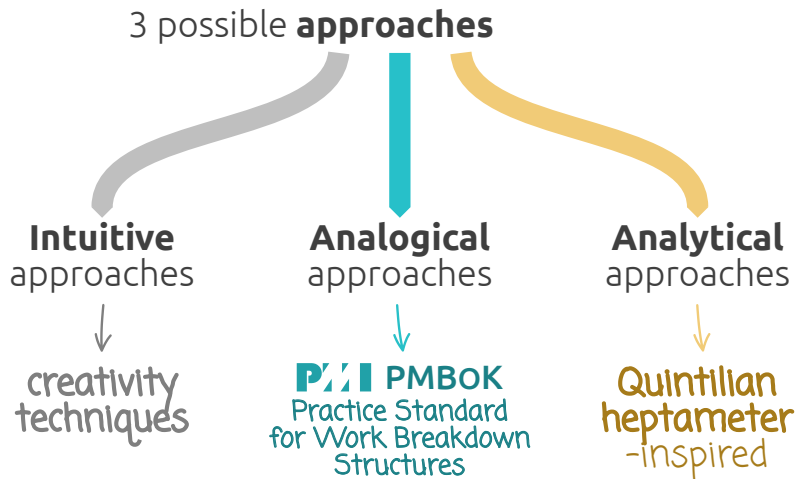 3 possible approaches
Intuitive
approaches
creativity
techniques
Analogical
approaches
PMI PMBOK
Practice Standard
for Work Breakdown
Structures
Analytical
approaches
Quintilian
heptameter
-inspired